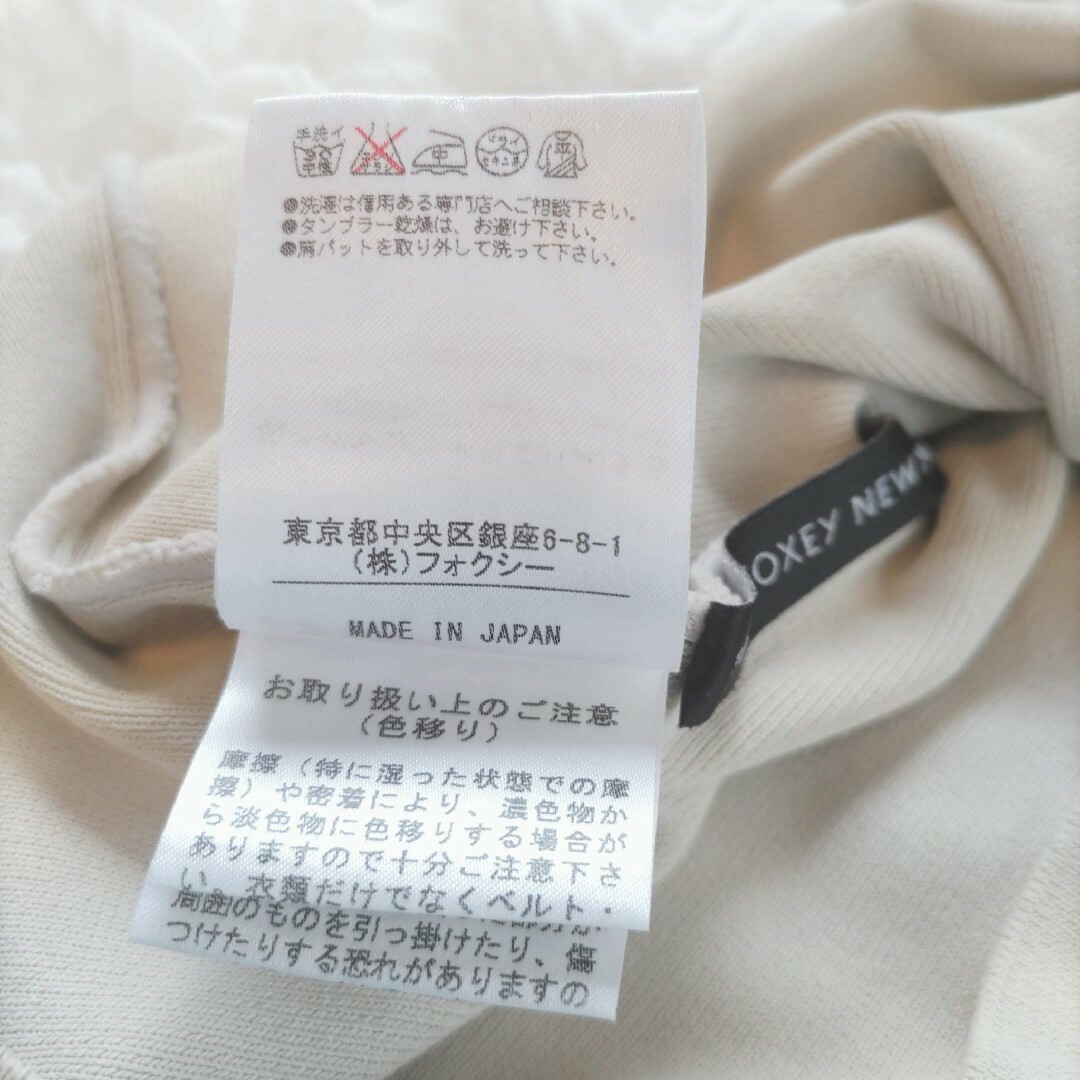 手洗イ
中
平
●洗濯は信用ある専門店へご相談下さい。
●タンブラー乾燥は、お避け下さい。
●肩パットを取り外して洗って下さい。
東京都中央区銀座6-8-1
(株)フォクシー
MADE IN JAPAN
OXEY NEW
お取り扱い上のご注意
(色移り)
摩擦(特に湿った状態での摩
擦)や密着により、濃色物か
ら淡色物に色移りする場合が
ありますので十分ご注意下さ
い。衣類だけでなくベルト・
周囲のものを引っ掛けたり、傷
つけたりする恐れがありますの